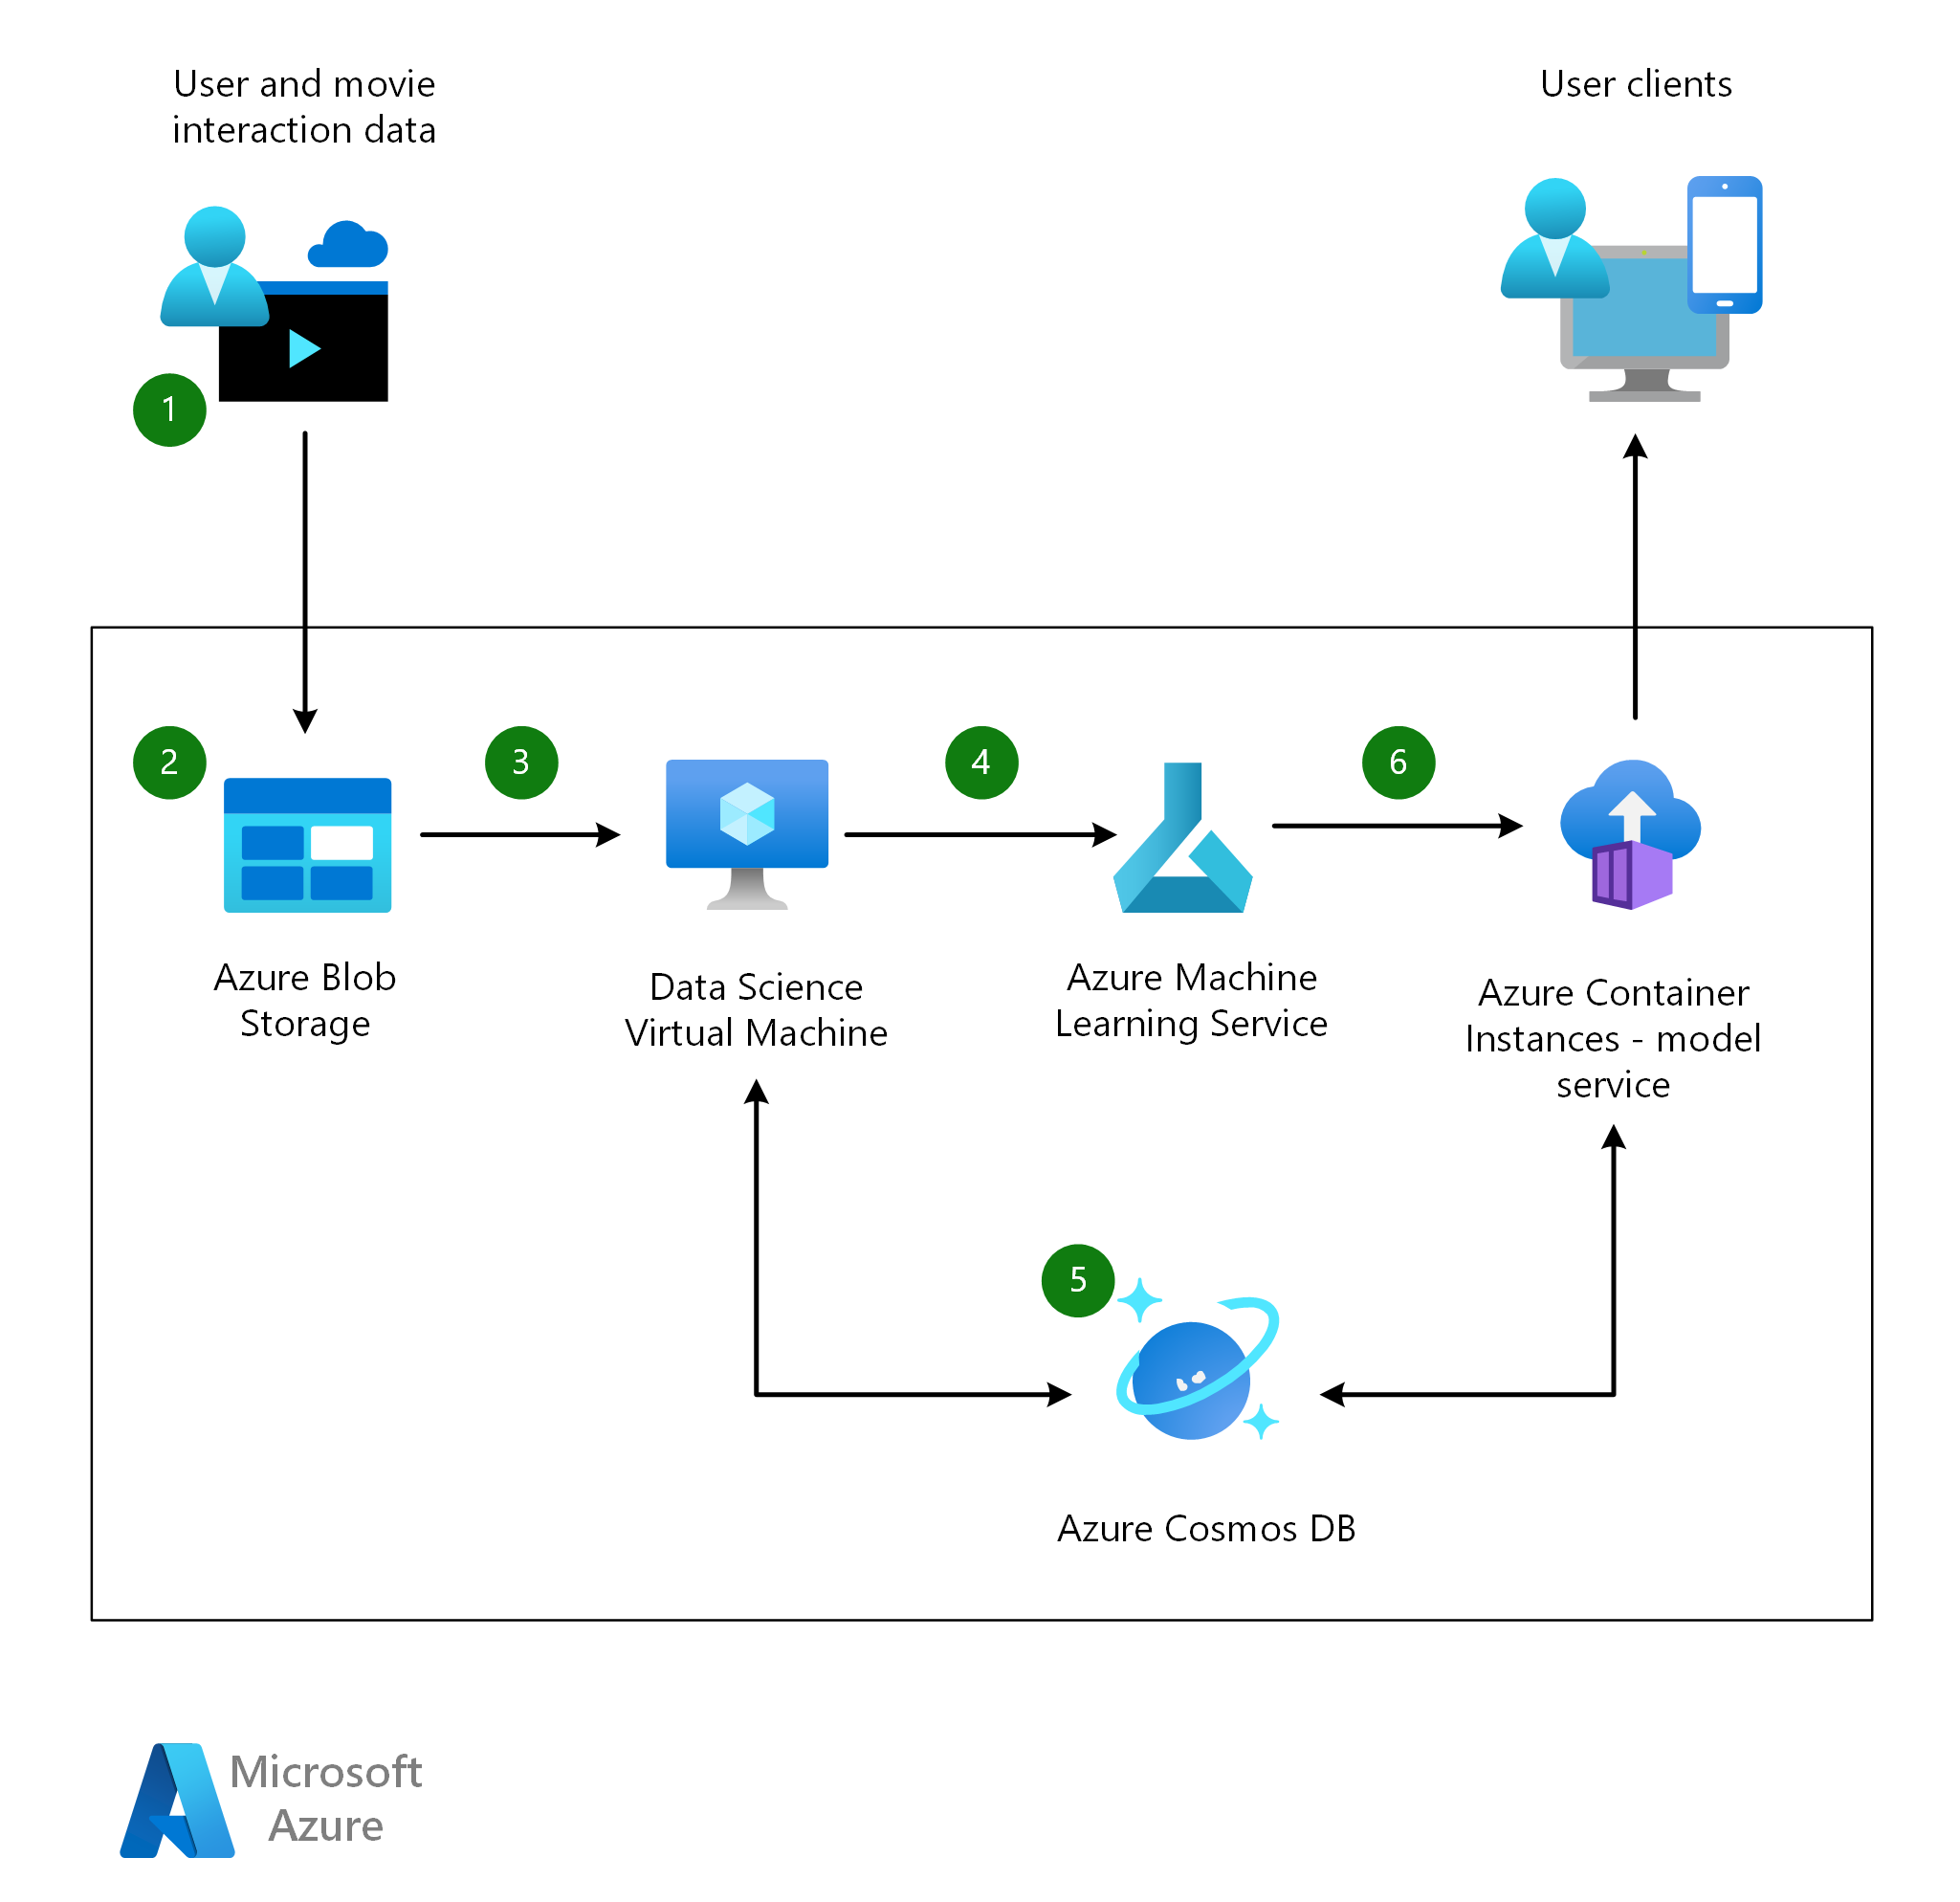 User and movie
interaction data
User clients
1
2
3
4
6
Azure Blob
Storage
Data Science
Virtual Machine
Azure Machine
Learning Service
Azure Container
Instances - model
service
5
Azure Cosmos DB
Microsoft
Azure